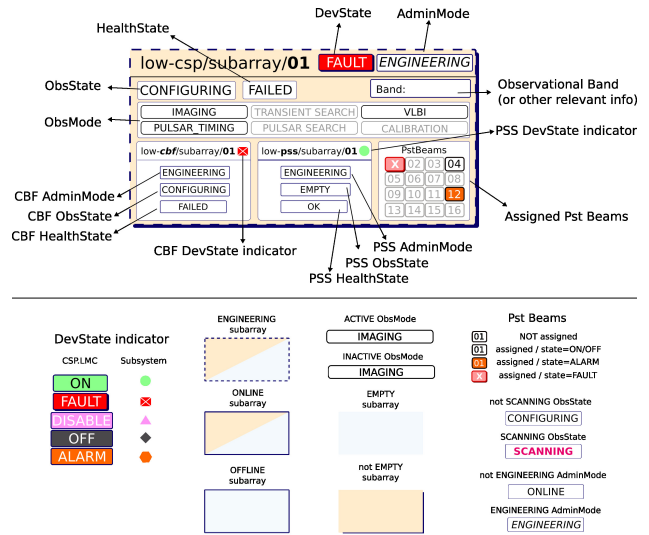 DevState
AdminMode
HealthState
low-csp/subarray/01 FAULT ENGINEERING
ObsState
CONFIGURING FAILED Band:
Observational Band
(or other relevant info)
ObsMode
IMAGING TRANSIENT SEARCH VLBI
PULSAR_TIMING PULSAR SEARCH CALIBRATION
PSS DevState indicator
low-cbf/subarray/01 low-pss/subarray/01 PstBeams
X 02 03 04
05 06 07 08
09 10 11 12
13 14 15 16
ENGINEERING ENGINEERING
CONFIGURING EMPTY
FAILED OK
CBF AdminMode
CBF ObsState
CBF HealthState
Assigned Pst Beams
CBF DevState indicator
PSS AdminMode
PSS ObsState
PSS HealthState
DevState indicator
CSP.LMC Subsystem
ON
FAULT
DISABLE
OFF
ALARM
ENGINEERING
subarray
ONLINE
subarray
OFFLINE
subarray
ACTIVE ObsMode
IMAGING
INACTIVE ObsMode
IMAGING
EMPTY
subarray
not EMPTY
subarray
Pst Beams
01 NOT assigned
01 assigned / state=ON/OFF
01 assigned / state=ALARM
X assigned / state=FAULT
not SCANNING ObsState
CONFIGURING
SCANNING ObsState
SCANNING
not ENGINEERING AdminMode
ONLINE
ENGINEERING AdminMode
ENGINEERING